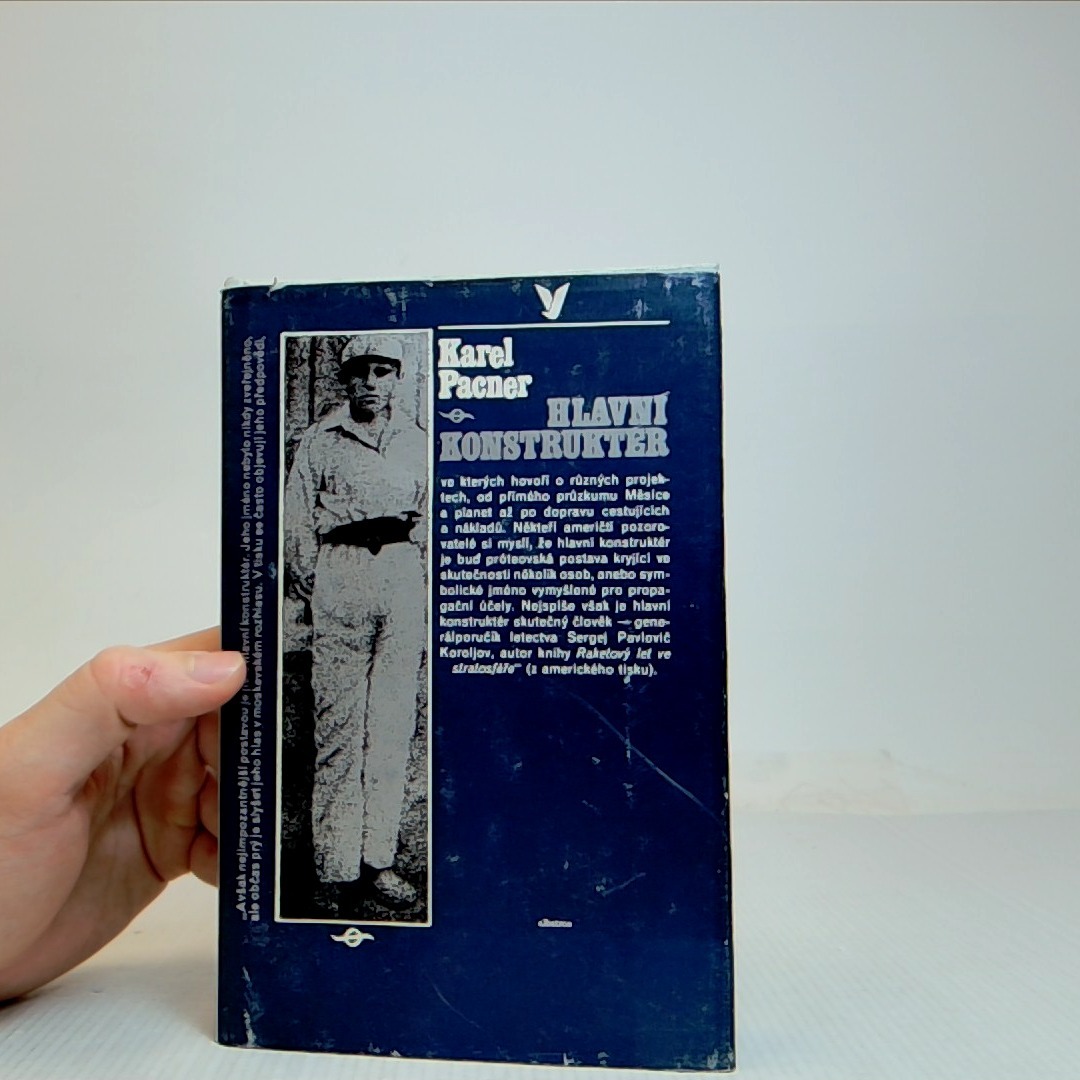 Karel
Pacner
HLAVNÍ
KONSTRUKTÉR
„Avšak nejimpozantnější postavou je hlavní konstruktér. Jeho jméno nebylo nikdy zveřejněno,
ale občas prý je slyšet jeho hlas v moskevském rozhlasu. V tisku se často objevují jeho předpovědi,
ve kterých hovoří o různých projek-
tech, od přímého průzkumu Měsíce
a planet až po dopravu cestujících
a nákladů. Někteří američtí pozoro-
vatelé si myslí, že hlavní konstruktér
je buď próteovská postava kryjící ve
skutečnosti několik osob, anebo sym-
bolické jméno vymyšlené pro propa-
gační účely. Nejspíše však je hlavní
konstruktér skutečný člověk — gene-
rálporučík letectva Sergej Pavlovič
Koroljov, autor knihy Raketový let ve
stratosféře“ (z amerického tisku).
albatros